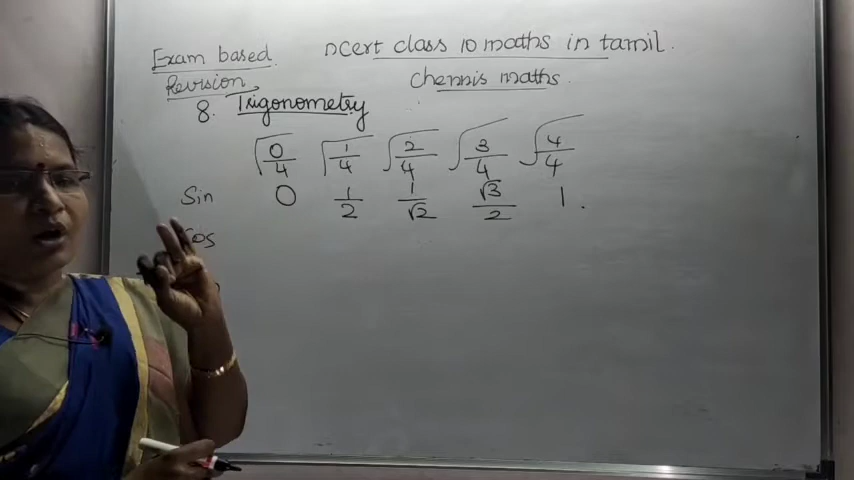 Exam based ncert class 10 maths in tamil.
Revision chennis maths.
8. Trigonometry
√0/4 √1/4 √2/4 √3/4 √4/4
Sin 0 1/2 1/√2 √3/2 1.
Cos